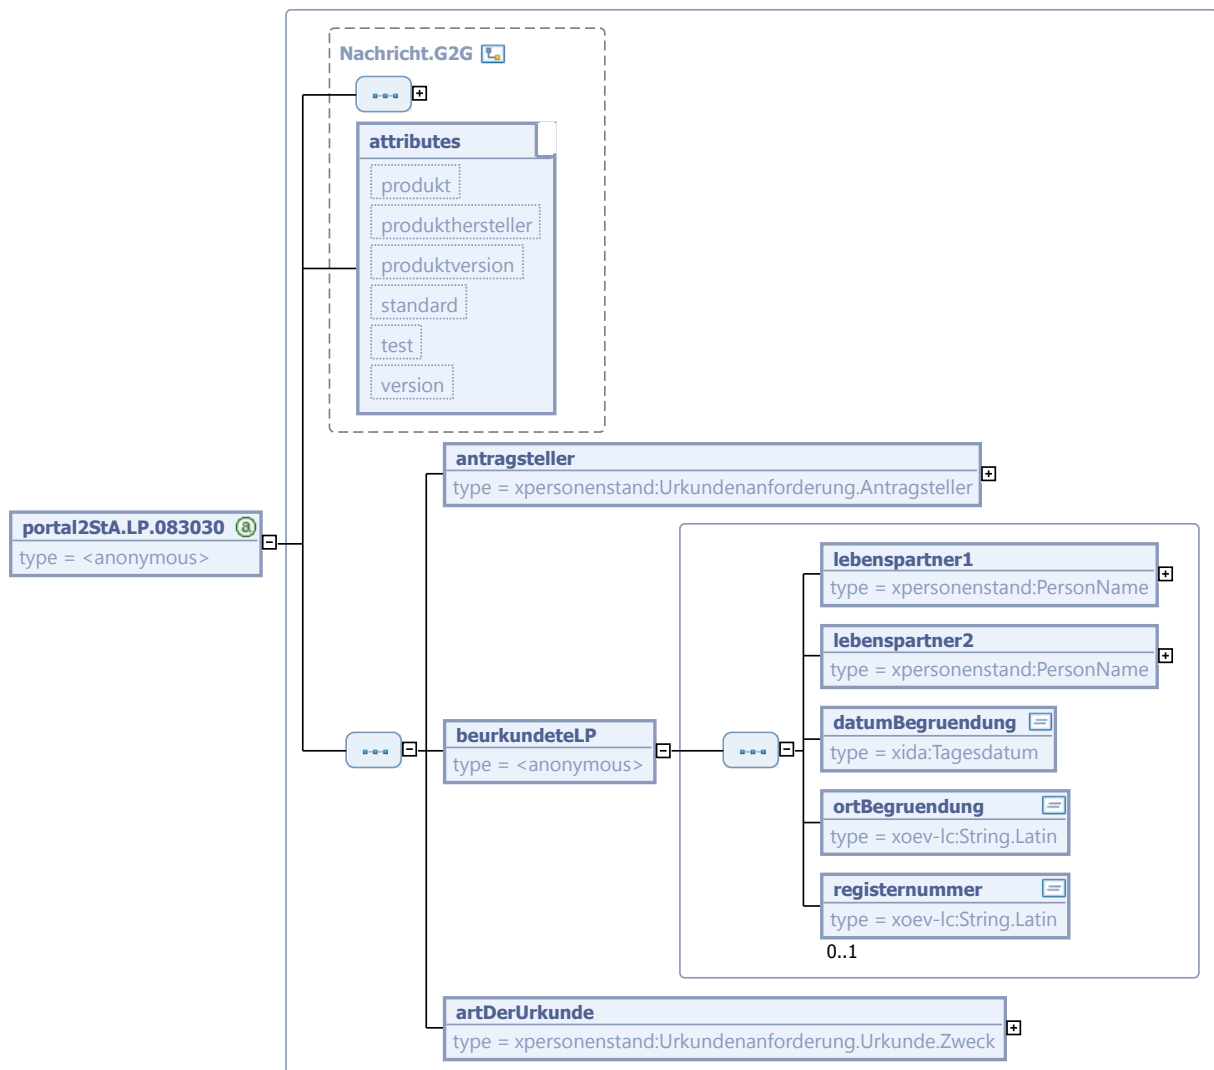 Nachricht.G2G
attributes
produkt
produkthersteller
produktversion
standard
test
version
antragsteller
type = xpersonenstand:Urkundenanforderung.Antragsteller
portal2StA.LP.083030
type = <anonymous>
lebenspartner1
type = xpersonenstand:PersonName
lebenspartner2
type = xpersonenstand:PersonName
datumBegruendung
type = xida:Tagesdatum
beurkundeteLP
type = <anonymous>
ortBegruendung
type = xoev-lc:String.Latin
registernummer
type = xoev-lc:String.Latin
0..1
artDerUrkunde
type = xpersonenstand:Urkundenanforderung.Urkunde.Zweck